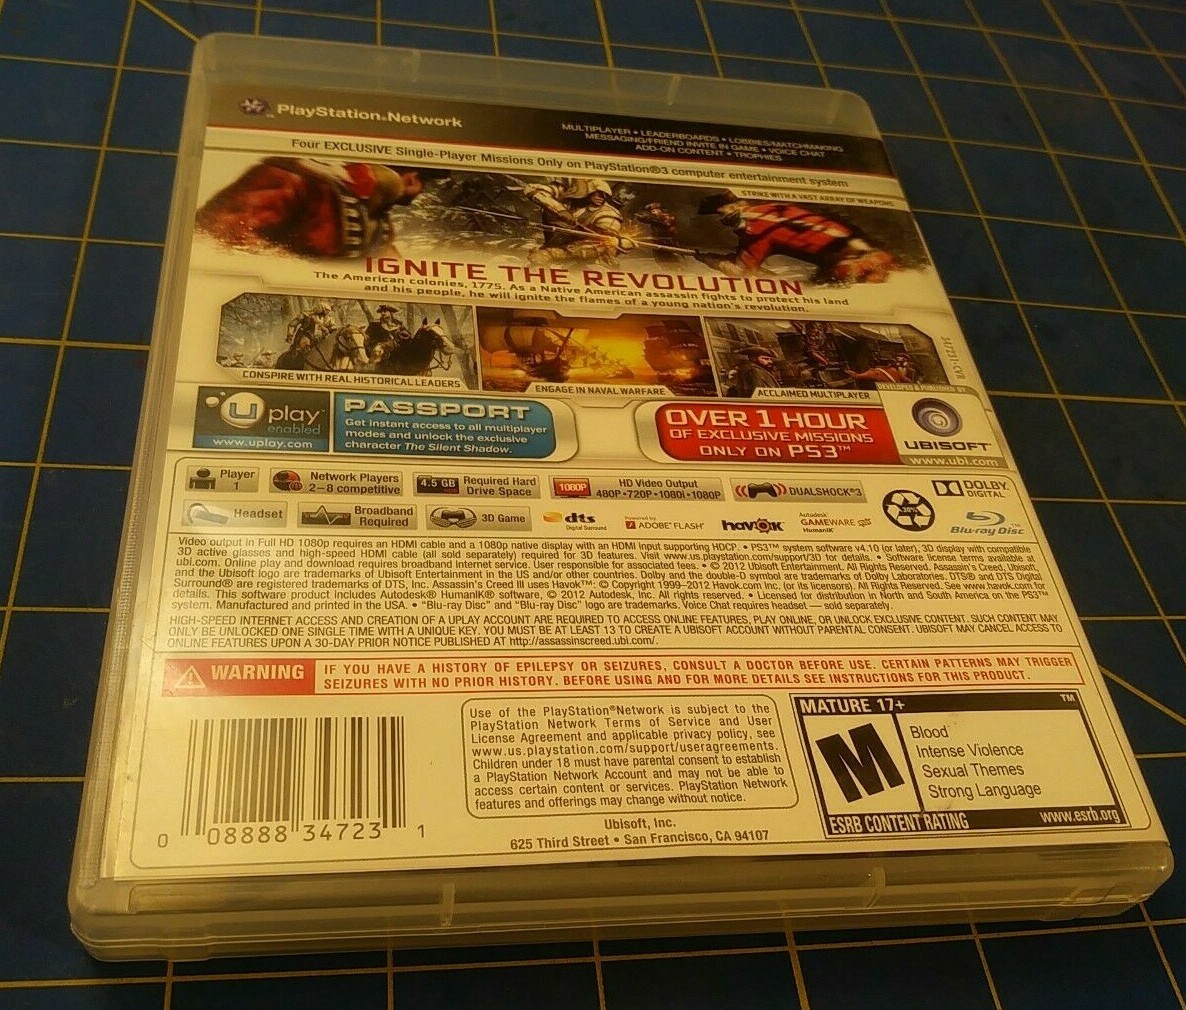 PlayStation®Network
MULTIPLAYER • LEADERBOARDS • LOBBIES/MATCHMAKING
MESSAGING/FRIEND INVITE IN GAME • VOICE CHAT
ADD-ON CONTENT • TROPHIES
Four EXCLUSIVE Single-Player Missions Only on PlayStation®3 computer entertainment system
STRIKE WITH A VAST ARRAY OF WEAPONS
IGNITE THE REVOLUTION
The American colonies, 1775. As a Native American assassin fights to protect his land
and his people, he will ignite the flames of a young nation's revolution.
CONSPIRE WITH REAL HISTORICAL LEADERS
ENGAGE IN NAVAL WARFARE
ACCLAIMED MULTIPLAYER
34723-CVR
DEVELOPED & PUBLISHED BY
U play
enabled
www.uplay.com
PASSPORT
Get instant access to all multiplayer
modes and unlock the exclusive
character The Silent Shadow.
OVER 1 HOUR
OF EXCLUSIVE MISSIONS
ONLY ON PS3™
UBISOFT™
www.ubi.com
Player
1
Network Players
2–8 competitive
4.5 GB
Required Hard
Drive Space
1080P
HD Video Output
480P•720P•1080i•1080P
DUALSHOCK®3
30%
DOLBY
DIGITAL
Headset
Broadband
Required
3D Game
dts
Digital Surround
Powered by
ADOBE® FLASH®
havok
Autodesk®
GAMEWARE
HumanIK®
Blu-ray Disc™
Video output in Full HD 1080p requires an HDMI cable and a 1080p native display with an HDMI input supporting HDCP. • PS3™ system software v4.10 (or later), 3D display with compatible
3D active glasses and high-speed HDMI cable (all sold separately) required for 3D features. Visit www.us.playstation.com/support/3D for details. • Software license terms available at
ubl.com. Online play and download requires broadband Internet service. User responsible for associated fees. • © 2012 Ubisoft Entertainment. All Rights Reserved. Assassin's Creed, Ubisoft,
and the Ubisoft logo are trademarks of Ubisoft Entertainment in the US and/or other countries. Dolby and the double-D symbol are trademarks of Dolby Laboratories. DTS® and DTS Digital
Surround® are registered trademarks of DTS, Inc. Assassin's Creed III uses Havok™: © Copyright 1999–2012 Havok.com Inc. (or its licensors). All Rights Reserved. See www.havok.com for
details. This software product includes Autodesk® HumanIK® software, © 2012 Autodesk, Inc. All rights reserved. • Licensed for distribution in North and South America on the PS3™
system. Manufactured and printed in the USA. • "Blu-ray Disc" and "Blu-ray Disc" logo are trademarks. Voice Chat requires headset — sold separately.
HIGH-SPEED INTERNET ACCESS AND CREATION OF A UPLAY ACCOUNT ARE REQUIRED TO ACCESS ONLINE FEATURES, PLAY ONLINE, OR UNLOCK EXCLUSIVE CONTENT. SUCH CONTENT MAY
ONLY BE UNLOCKED ONE SINGLE TIME WITH A UNIQUE KEY. YOU MUST BE AT LEAST 13 TO CREATE A UBISOFT ACCOUNT WITHOUT PARENTAL CONSENT. UBISOFT MAY CANCEL ACCESS TO
ONLINE FEATURES UPON A 30-DAY PRIOR NOTICE PUBLISHED AT http://assassinscreed.ubi.com/.
WARNING
IF YOU HAVE A HISTORY OF EPILEPSY OR SEIZURES, CONSULT A DOCTOR BEFORE USE. CERTAIN PATTERNS MAY TRIGGER
SEIZURES WITH NO PRIOR HISTORY. BEFORE USING AND FOR MORE DETAILS SEE INSTRUCTIONS FOR THIS PRODUCT.
0 08888 34723 1
Use of the PlayStation®Network is subject to the
PlayStation Network Terms of Service and User
License Agreement and applicable privacy policy, see
www.us.playstation.com/support/useragreements.
Children under 18 must have parental consent to establish
a PlayStation Network Account and may not be able to
access certain content or services. PlayStation Network
features and offerings may change without notice.
Ubisoft, Inc.
625 Third Street • San Francisco, CA 94107
MATURE 17+ ™
M
Blood
Intense Violence
Sexual Themes
Strong Language
ESRB CONTENT RATING
www.esrb.org